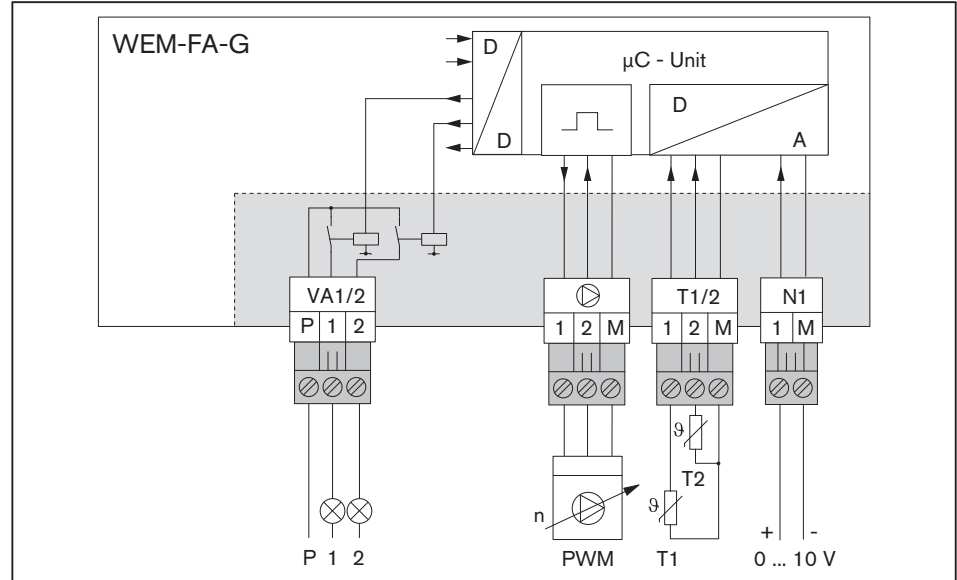 WEM-FA-G
D
µC - Unit
D
D
A
VA1/2
T1/2
N1
P 1 2
1 2 M
1 2 M
1 M
ϑ
T2
n
ϑ
+ -
P 1 2
PWM
T1
0 ... 10 V